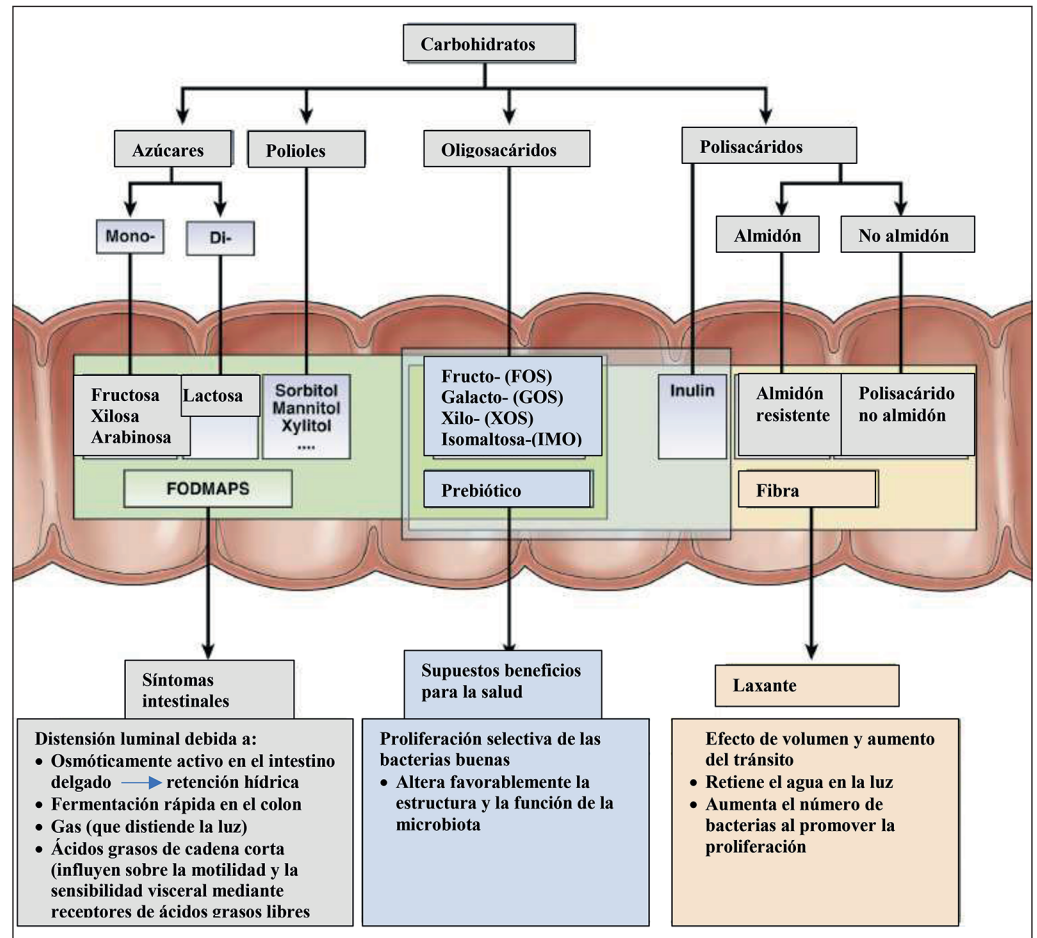 Carbohidratos
Azúcares
Polioles
Oligosacáridos
Polisacáridos
Mono-
Di-
Almidón
No almidón
Fructosa
Xilosa
Arabinosa
Lactosa
Sorbitol
Mannitol
Xylitol
....
Fructo- (FOS)
Galacto- (GOS)
Xilo- (XOS)
Isomaltosa-(IMO)
Inulin
Almidón
resistente
Polisacárido
no almidón
FODMAPS
Prebiótico
Fibra
Síntomas
intestinales
Distensión luminal debida a:
• Osmóticamente activo en el intestino
delgado → retención hídrica
• Fermentación rápida en el colon
• Gas (que distiende la luz)
• Ácidos grasos de cadena corta
(influyen sobre la motilidad y la
sensibilidad visceral mediante
receptores de ácidos grasos libres
Supuestos beneficios
para la salud
Proliferación selectiva de las
bacterias buenas
• Altera favorablemente la
estructura y la función de la
microbiota
Laxante
Efecto de volumen y aumento
del tránsito
• Retiene el agua en la luz
• Aumenta el número de
bacterias al promover la
proliferación